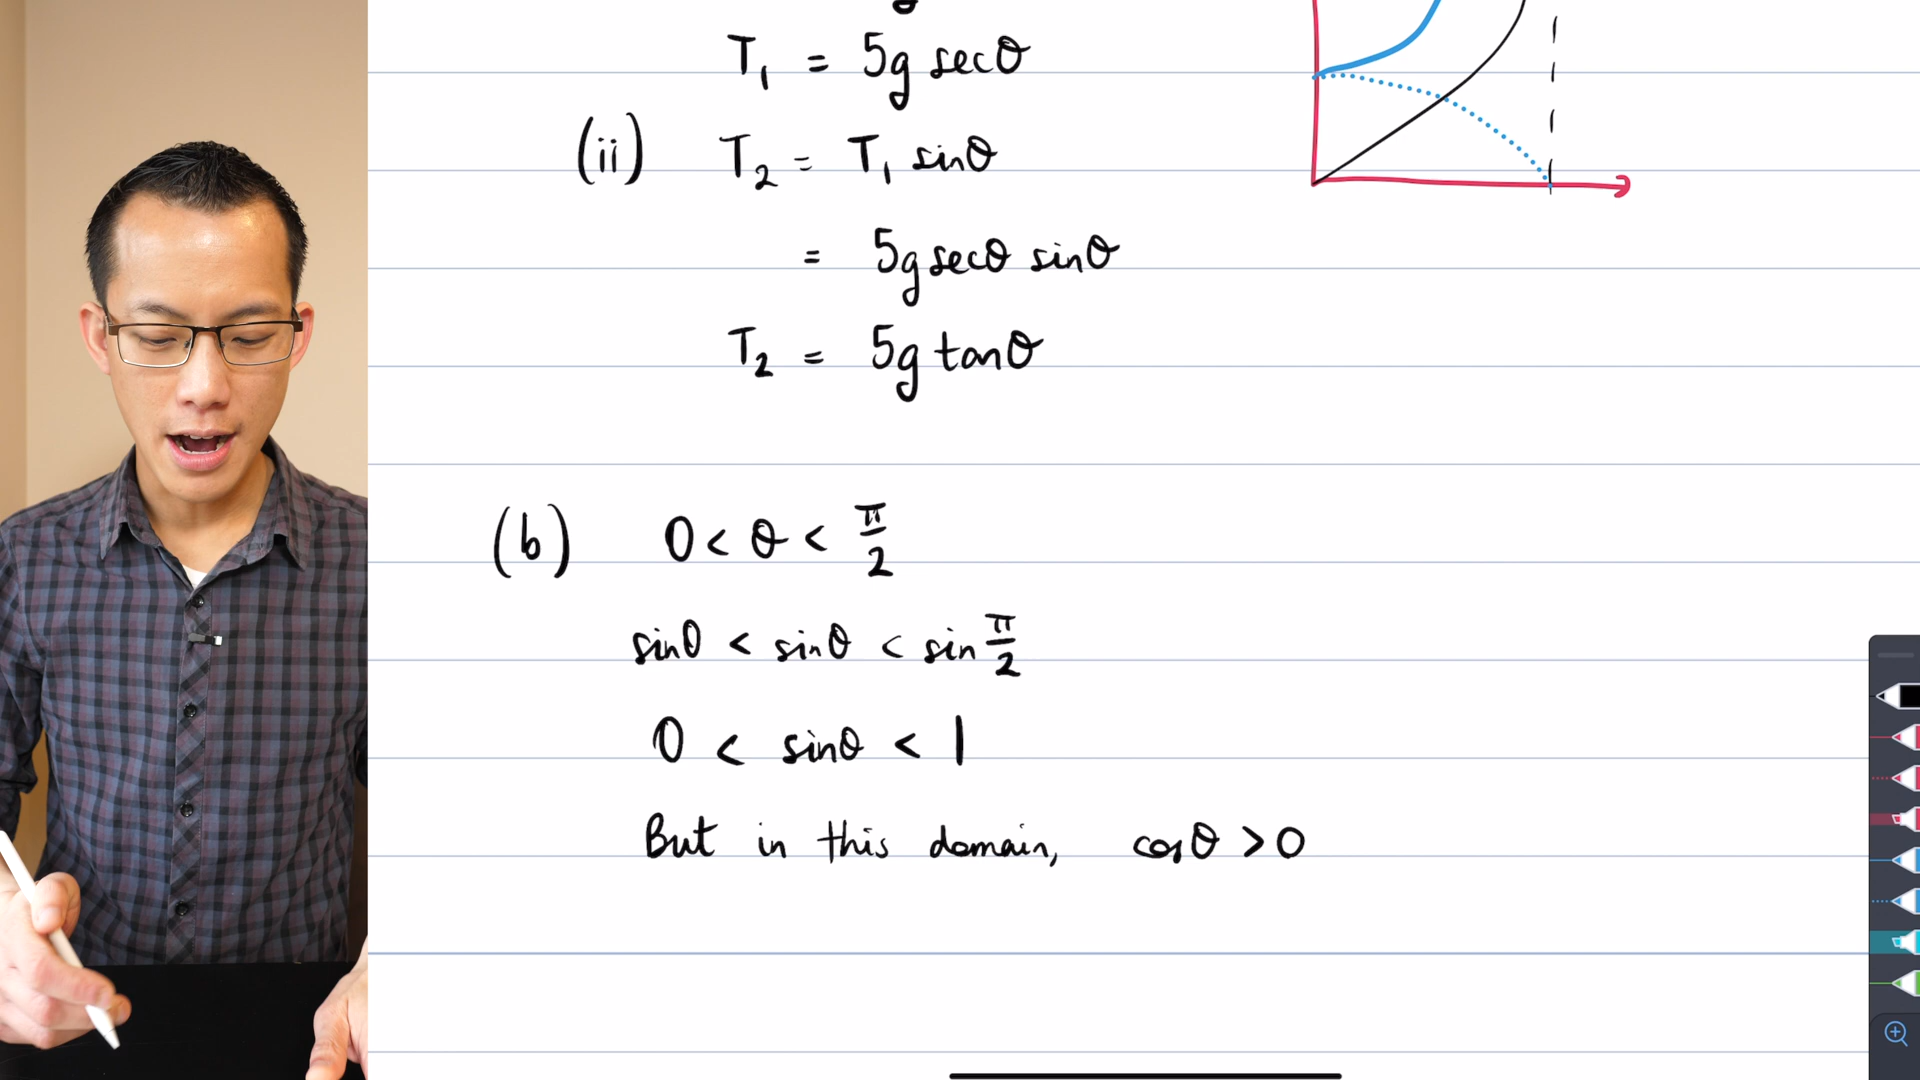 T₁ = 5g secθ
(ii) T₂ = T₁ sinθ
= 5g secθ sinθ
T₂ = 5g tanθ
(b) 0 < θ < π/2
sin0 < sinθ < sin π/2
0 < sinθ < 1
But in this domain, cosθ > 0